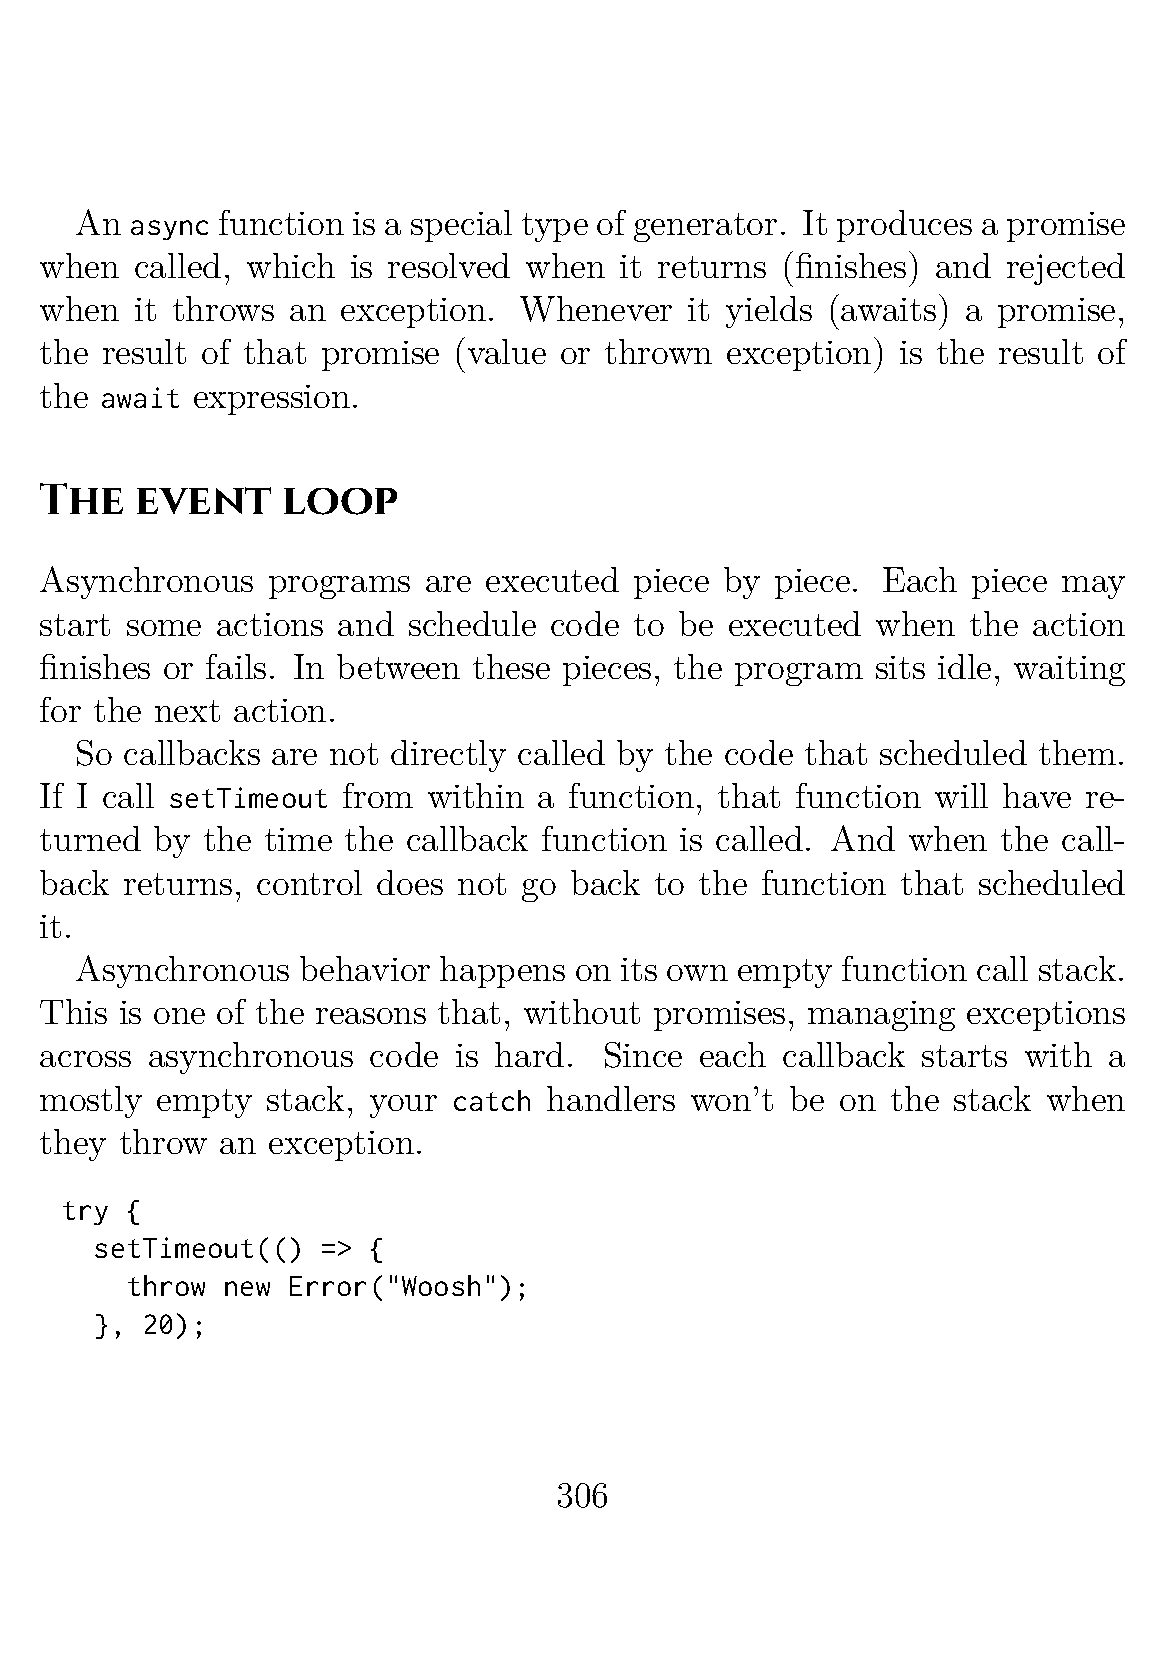 An async function is a special type of generator. It produces a promise
when called, which is resolved when it returns (finishes) and rejected
when it throws an exception. Whenever it yields (awaits) a promise,
the result of that promise (value or thrown exception) is the result of
the await expression.
The event loop
Asynchronous programs are executed piece by piece. Each piece may
start some actions and schedule code to be executed when the action
finishes or fails. In between these pieces, the program sits idle, waiting
for the next action.
So callbacks are not directly called by the code that scheduled them.
If I call setTimeout from within a function, that function will have re-
turned by the time the callback function is called. And when the call-
back returns, control does not go back to the function that scheduled
it.
Asynchronous behavior happens on its own empty function call stack.
This is one of the reasons that, without promises, managing exceptions
across asynchronous code is hard. Since each callback starts with a
mostly empty stack, your catch handlers won't be on the stack when
they throw an exception.
try {
  setTimeout(() => {
    throw new Error("Woosh");
  }, 20);
306